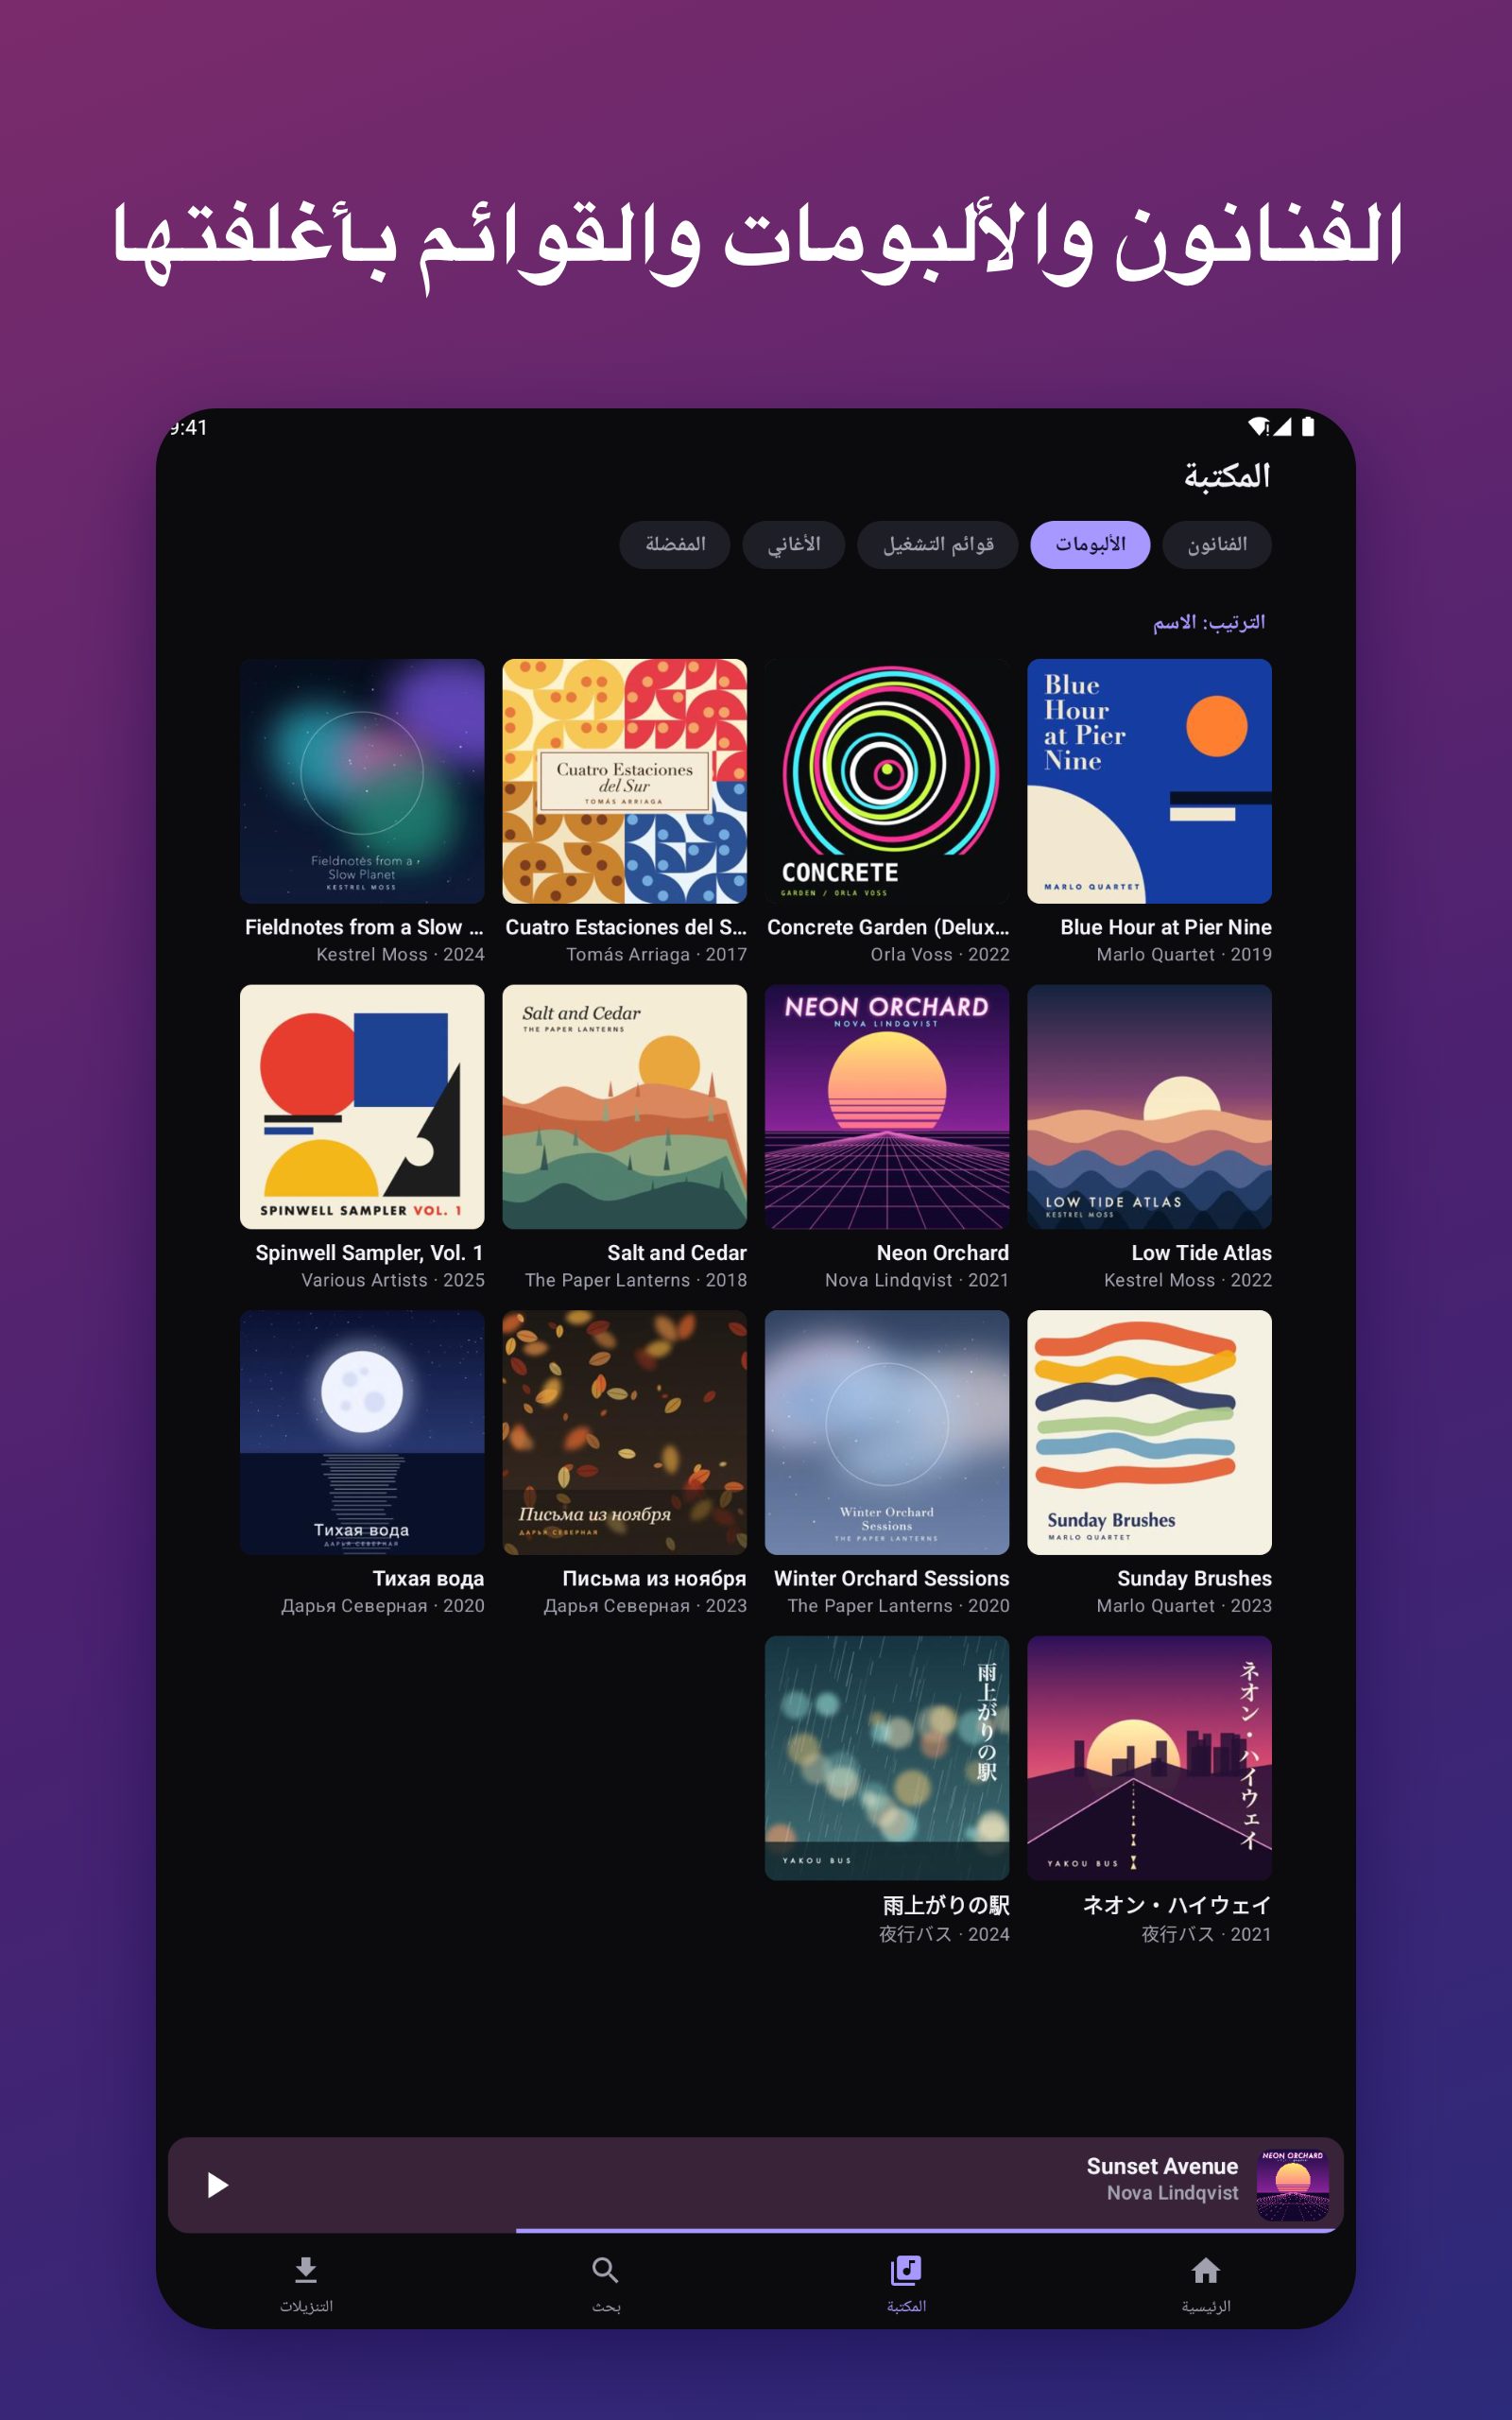 الفنانون والألبومات والقوائم بأغلفتها
9:41
المكتبة
الفنانون
الألبومات
قوائم التشغيل
الأغاني
المفضلة
الترتيب: الاسم
Blue
Hour
at Pier
Nine
MARLO QUARTET
Blue Hour at Pier Nine
Marlo Quartet · 2019
CONCRETE
GARDEN / ORLA VOSS
Concrete Garden (Delux...
Orla Voss · 2022
Cuatro Estaciones
del Sur
TOMÁS ARRIAGA
Cuatro Estaciones del S...
Tomás Arriaga · 2017
Fieldnotes from a
Slow Planet
KESTREL MOSS
Fieldnotes from a Slow ...
Kestrel Moss · 2024
LOW TIDE ATLAS
KESTREL MOSS
Low Tide Atlas
Kestrel Moss · 2022
NEON ORCHARD
NOVA LINDQVIST
Neon Orchard
Nova Lindqvist · 2021
Salt and Cedar
THE PAPER LANTERNS
Salt and Cedar
The Paper Lanterns · 2018
SPINWELL SAMPLER VOL. 1
Spinwell Sampler, Vol. 1
Various Artists · 2025
Sunday Brushes
MARLO QUARTET
Sunday Brushes
Marlo Quartet · 2023
Winter Orchard
Sessions
THE PAPER LANTERNS
Winter Orchard Sessions
The Paper Lanterns · 2020
Письма из ноября
ДАРЬЯ СЕВЕРНАЯ
Письма из ноября
Дарья Северная · 2023
Тихая вода
ДАРЬЯ СЕВЕРНАЯ
Тихая вода
Дарья Северная · 2020
ネオン・ハイウェイ
YAKOU BUS
ネオン・ハイウェイ
夜行バス · 2021
雨上がりの駅
YAKOU BUS
雨上がりの駅
夜行バス · 2024
NEON ORCHARD
Sunset Avenue
Nova Lindqvist
الرئيسية
المكتبة
بحث
التنزيلات